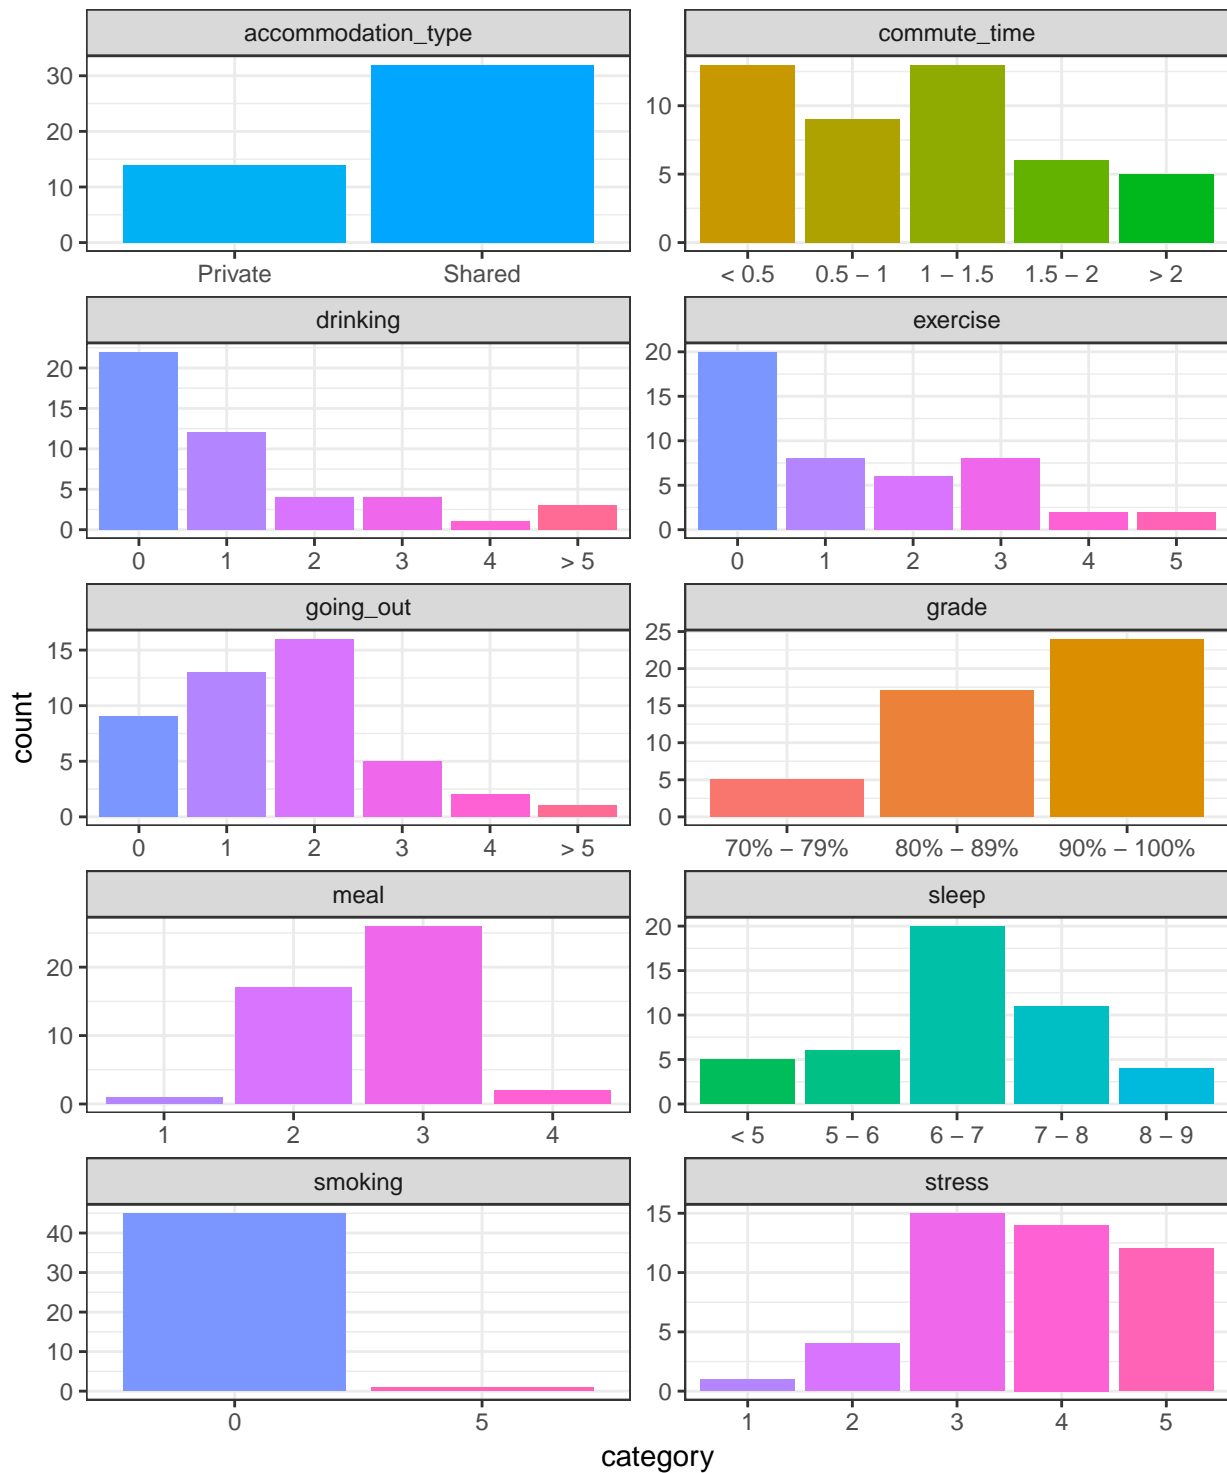 accommodation_type
30
20
10
0
Private Shared
commute_time
10
5
0
< 0.5 0.5 − 1 1 − 1.5 1.5 − 2 > 2
drinking
20
15
10
5
0
0 1 2 3 4 > 5
exercise
20
15
10
5
0
0 1 2 3 4 5
going_out
15
10
5
0
0 1 2 3 4 > 5
grade
25
20
15
10
5
0
70% − 79% 80% − 89% 90% − 100%
meal
20
10
0
1 2 3 4
sleep
20
15
10
5
0
< 5 5 − 6 6 − 7 7 − 8 8 − 9
smoking
40
30
20
10
0
0 5
stress
15
10
5
0
1 2 3 4 5
count
category